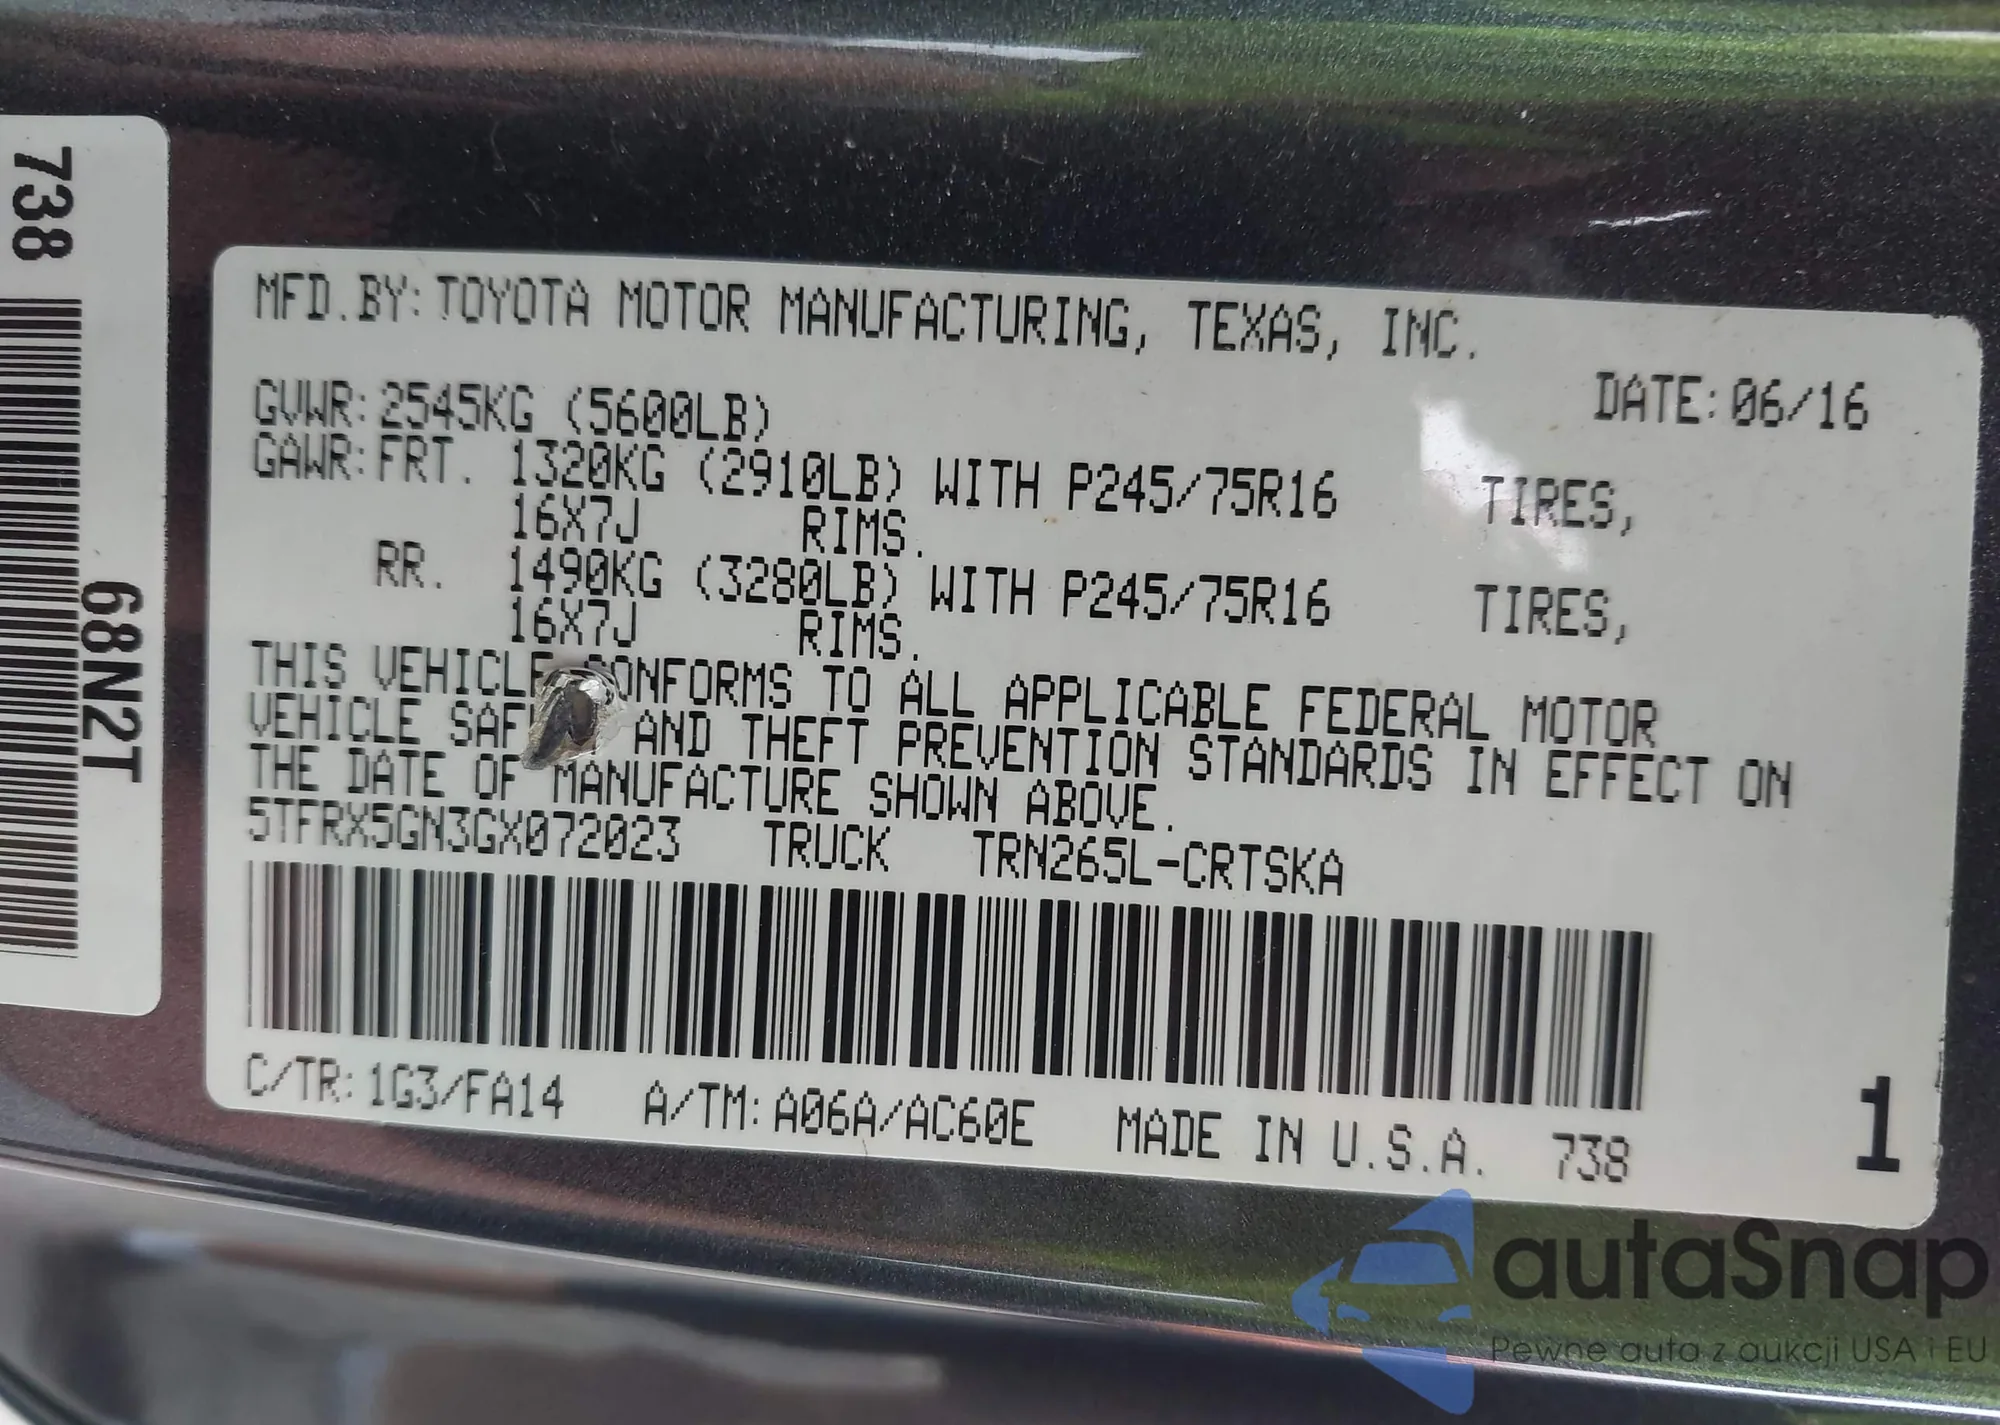 738
68N2T
MFD.BY:TOYOTA MOTOR MANUFACTURING, TEXAS, INC.
DATE:06/16
GVWR:2545KG (5600LB)
GAWR:FRT. 1320KG (2910LB) WITH P245/75R16 TIRES,
16X7J RIMS.
RR. 1490KG (3280LB) WITH P245/75R16 TIRES,
16X7J RIMS.
THIS VEHICLE CONFORMS TO ALL APPLICABLE FEDERAL MOTOR
VEHICLE AND THEFT PREVENTION STANDARDS IN EFFECT ON
THE DATE OF MANUFACTURE SHOWN ABOVE.
5TFRX5GN3GX072023 TRUCK TRN265L-CRTSKA
C/TR:1G3/FA14 A/TM:A06A/AC60E MADE IN U.S.A. 738
1
autaSnap
Pewne auta z aukcji USA i EU